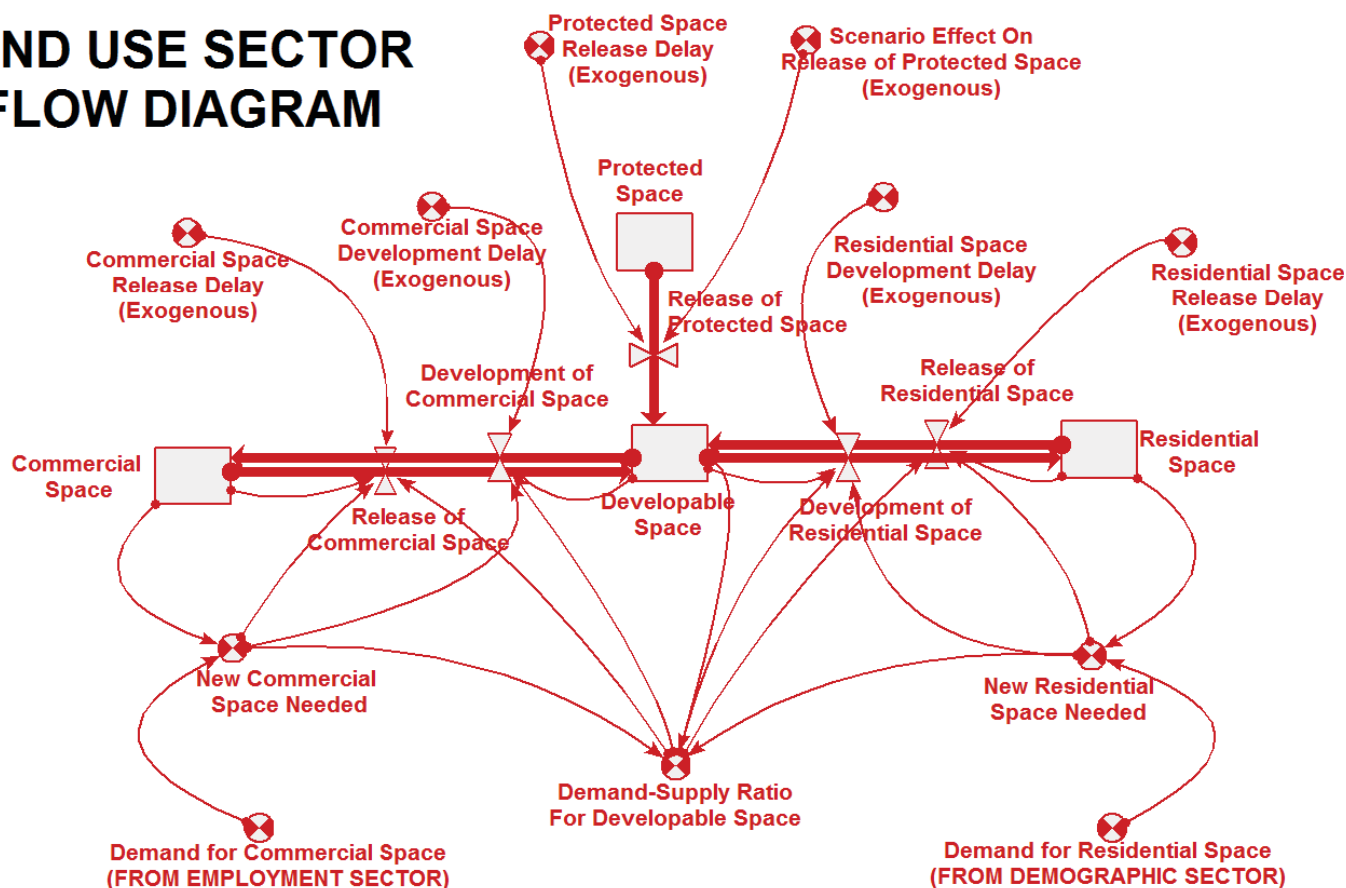 ND USE SECTOR
FLOW DIAGRAM
Protected Space
Release Delay
(Exogenous)
Scenario Effect On
Release of Protected Space
(Exogenous)
Protected
Space
Commercial Space
Release Delay
(Exogenous)
Commercial Space
Development Delay
(Exogenous)
Residential Space
Development Delay
(Exogenous)
Residential Space
Release Delay
(Exogenous)
Release of
Protected Space
Development of
Commercial Space
Release of
Residential Space
Commercial
Space
Residential
Space
Release of
Commercial Space
Developable
Space
Development of
Residential Space
New Commercial
Space Needed
New Residential
Space Needed
Demand-Supply Ratio
For Developable Space
Demand for Commercial Space
(FROM EMPLOYMENT SECTOR)
Demand for Residential Space
(FROM DEMOGRAPHIC SECTOR)